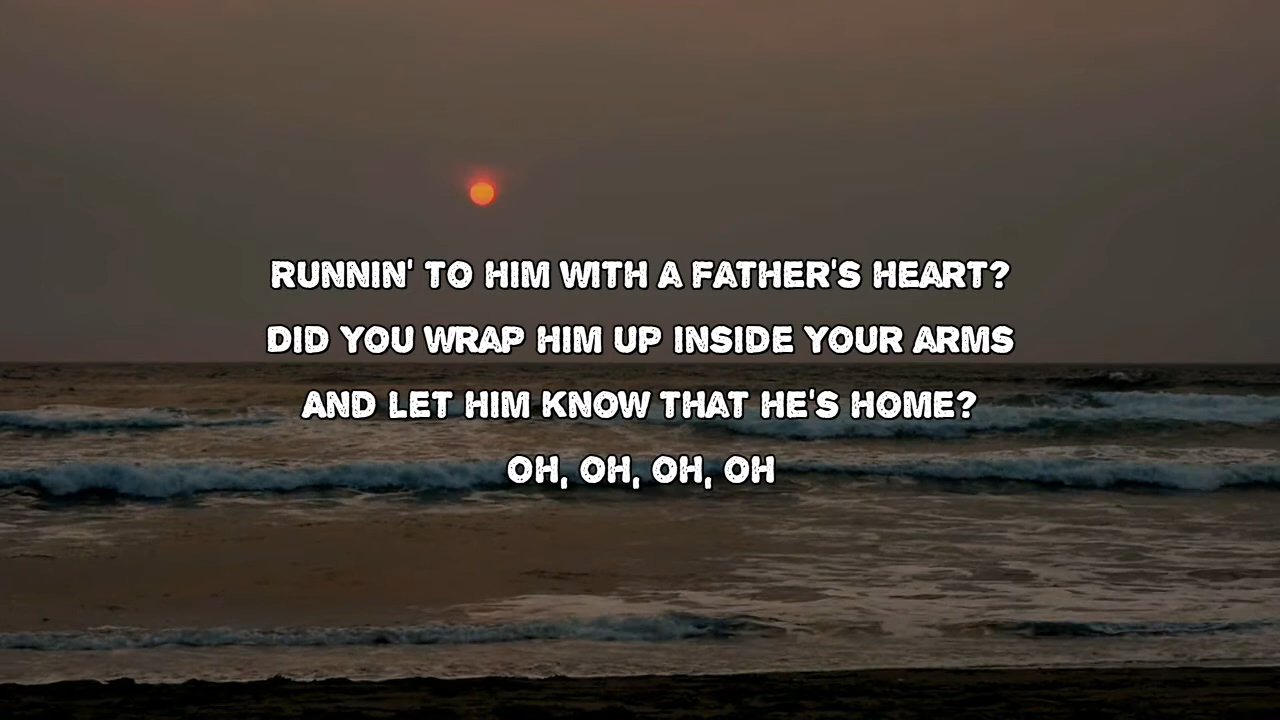 RUNNIN' TO HIM WITH A FATHER'S HEART?
DID YOU WRAP HIM UP INSIDE YOUR ARMS
AND LET HIM KNOW THAT HE'S HOME?
OH, OH, OH, OH